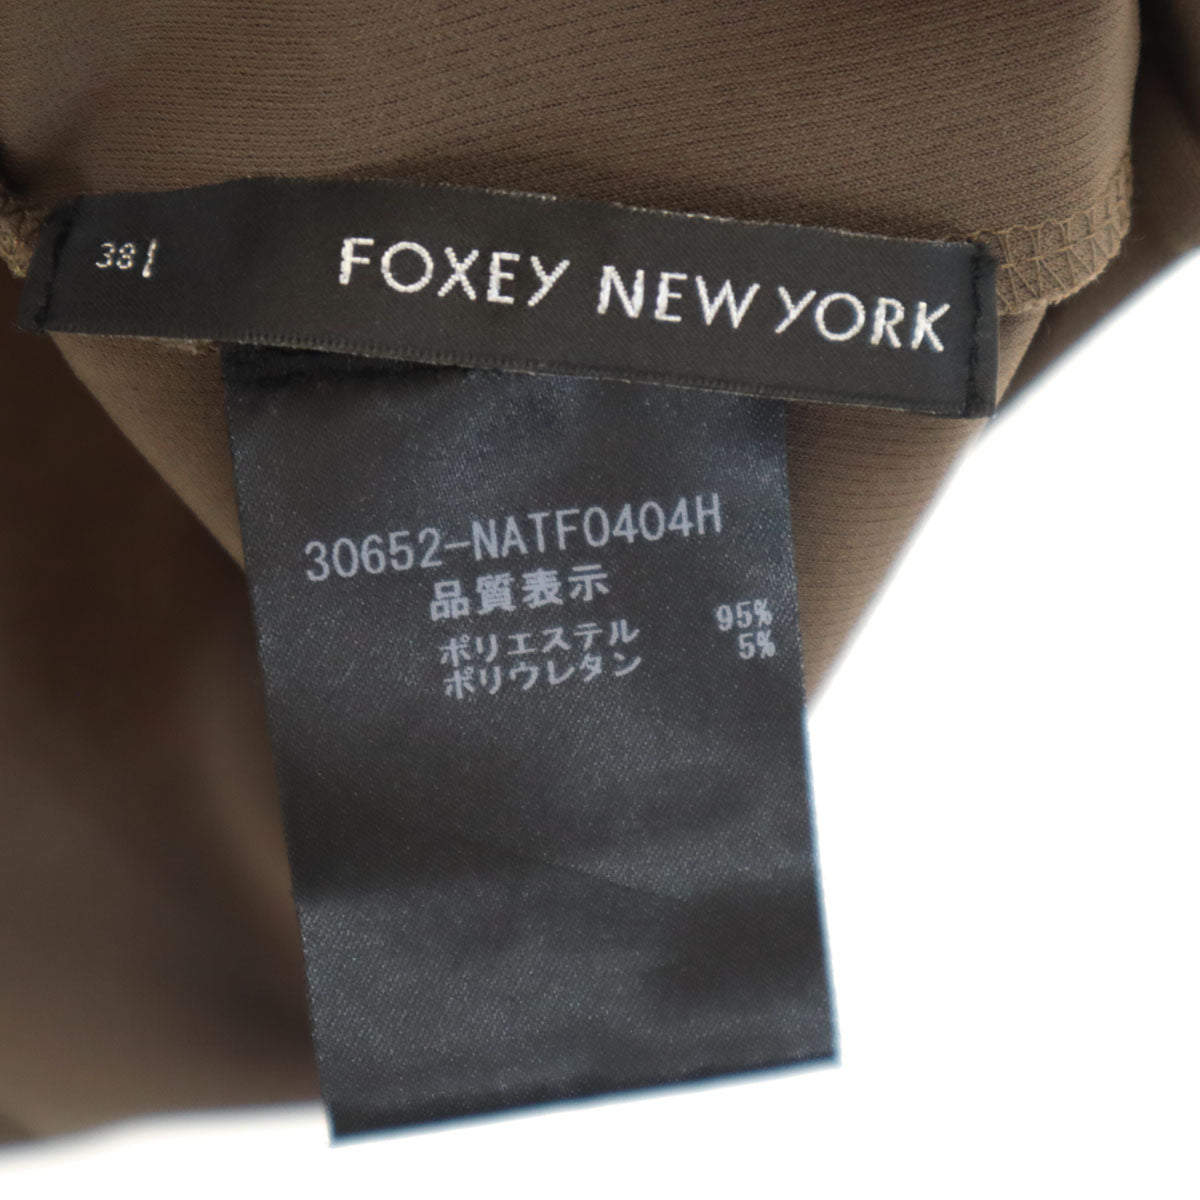 38
FOXEY NEW YORK
30652-NATF0404H
品質表示
ポリエステル 95%
ポリウレタン 5%